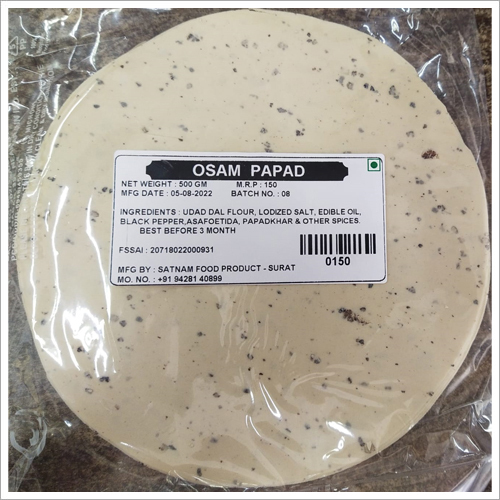 OSAM PAPAD
NET WEIGHT : 500 GM M.R.P : 150
MFG DATE : 05-08-2022 BATCH NO. : 08
INGREDIENTS : UDAD DAL FLOUR, LODIZED SALT, EDIBLE OIL,
BLACK PEPPER,ASAFOETIDA, PAPADKHAR & OTHER SPICES.
BEST BEFORE 3 MONTH
FSSAI : 20718022000931
0150
MFG BY : SATNAM FOOD PRODUCT - SURAT
MO. NO. : +91 94281 40899